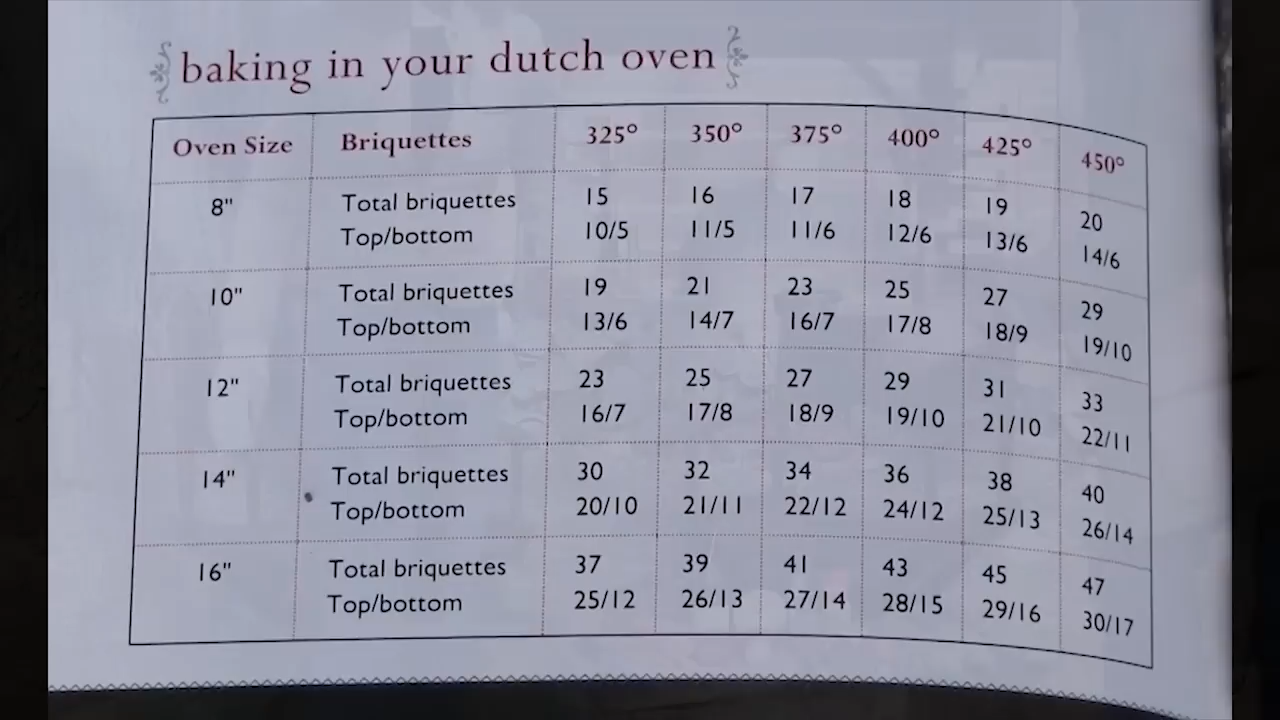 baking in your dutch oven
Oven Size Briquettes 325° 350° 375° 400° 425° 450°
8" Total briquettes 15 16 17 18 19 20
Top/bottom 10/5 11/5 11/6 12/6 13/6 14/6
10" Total briquettes 19 21 23 25 27 29
Top/bottom 13/6 14/7 16/7 17/8 18/9 19/10
12" Total briquettes 23 25 27 29 31 33
Top/bottom 16/7 17/8 18/9 19/10 21/10 22/11
14" Total briquettes 30 32 34 36 38 40
Top/bottom 20/10 21/11 22/12 24/12 25/13 26/14
16" Total briquettes 37 39 41 43 45 47
Top/bottom 25/12 26/13 27/14 28/15 29/16 30/17